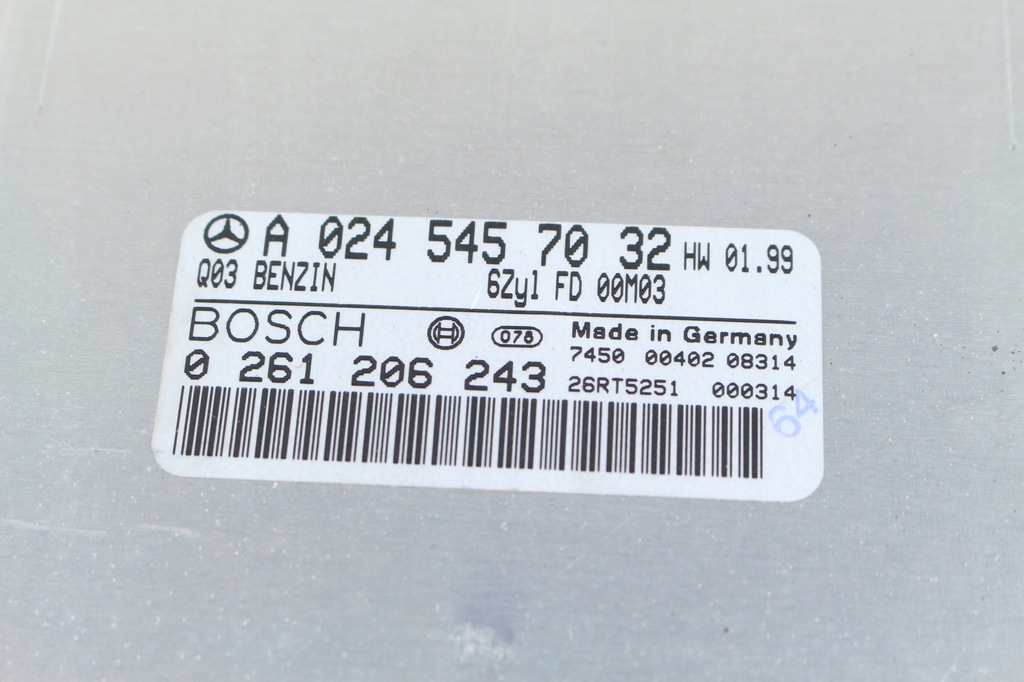 A 024 545 70 32 HW 01.99
Q03 BENZIN 6Zyl FD 00M03
BOSCH 078 Made in Germany
7450 00402 08314
0 261 206 243 26RT5251 000314
64